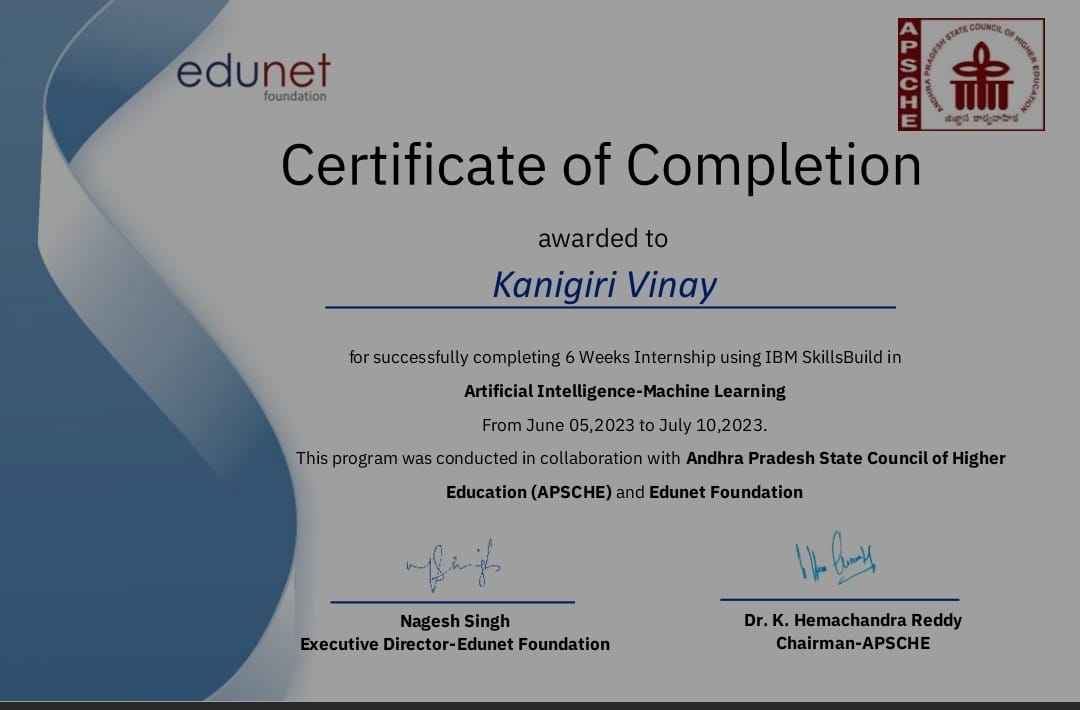 edunet
foundation
APSCHE
ANDHRA PRADESH STATE COUNCIL OF HIGHER EDUCATION
Certificate of Completion
awarded to
Kanigiri Vinay
for successfully completing 6 Weeks Internship using IBM SkillsBuild in
Artificial Intelligence-Machine Learning
From June 05,2023 to July 10,2023.
This program was conducted in collaboration with Andhra Pradesh State Council of Higher
Education (APSCHE) and Edunet Foundation
Nagesh Singh
Executive Director-Edunet Foundation
Dr. K. Hemachandra Reddy
Chairman-APSCHE